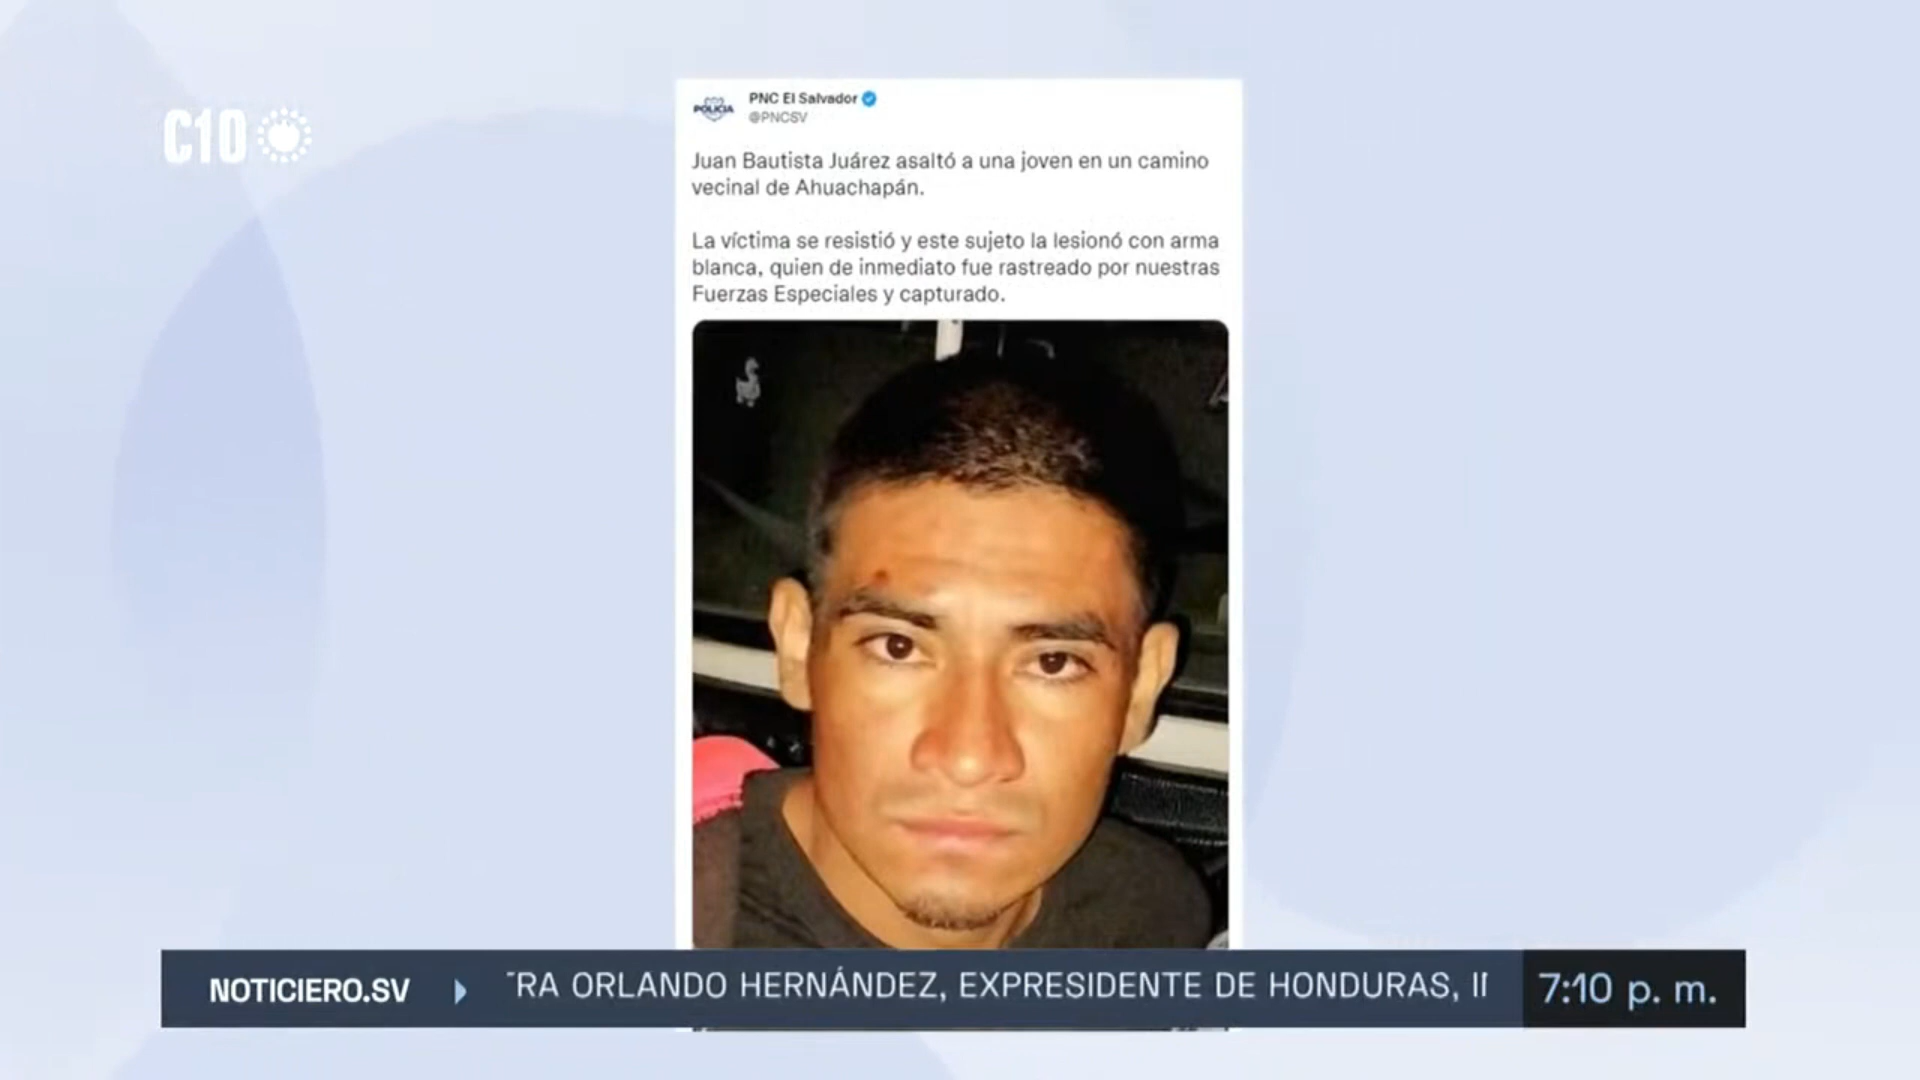 C10
POLICIA
PNC El Salvador
@PNCSV
Juan Bautista Juárez asaltó a una joven en un camino
vecinal de Ahuachapán.
La víctima se resistió y este sujeto la lesionó con arma
blanca, quien de inmediato fue rastreado por nuestras
Fuerzas Especiales y capturado.
NOTICIERO.SV
RA ORLANDO HERNÁNDEZ, EXPRESIDENTE DE HONDURAS,
7:10 p. m.